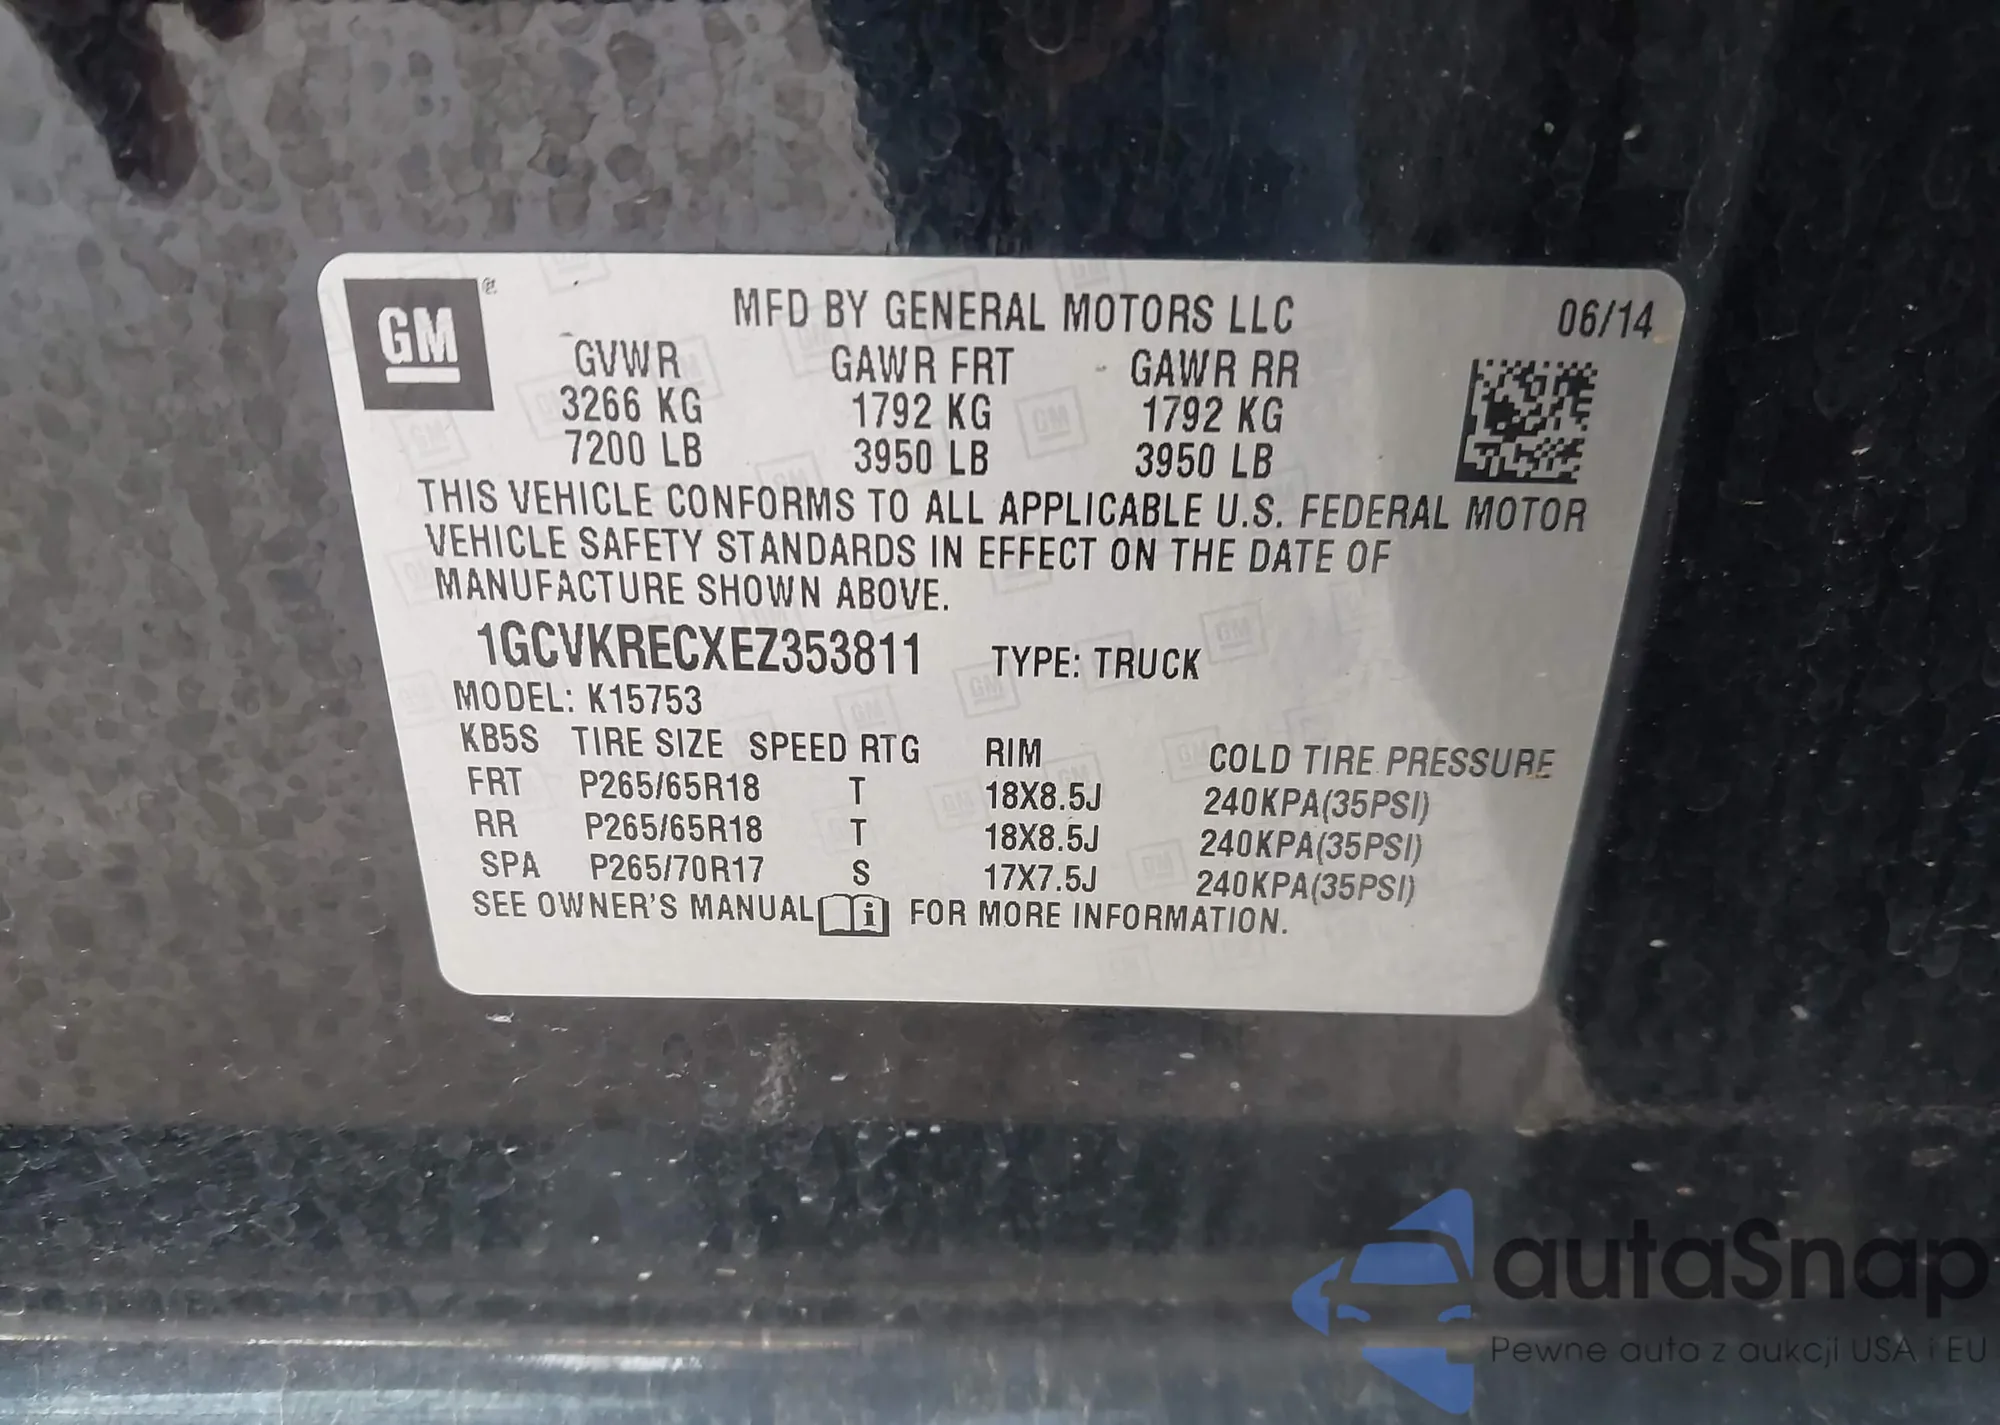 GM ®
MFD BY GENERAL MOTORS LLC 06/14
GVWR GAWR FRT GAWR RR
3266 KG 1792 KG 1792 KG
7200 LB 3950 LB 3950 LB
THIS VEHICLE CONFORMS TO ALL APPLICABLE U.S. FEDERAL MOTOR
VEHICLE SAFETY STANDARDS IN EFFECT ON THE DATE OF
MANUFACTURE SHOWN ABOVE.
1GCVKRECXEZ353811 TYPE: TRUCK
MODEL: K15753
KB5S TIRE SIZE SPEED RTG RIM COLD TIRE PRESSURE
FRT P265/65R18 T 18X8.5J 240KPA(35PSI)
RR P265/65R18 T 18X8.5J 240KPA(35PSI)
SPA P265/70R17 S 17X7.5J 240KPA(35PSI)
SEE OWNER'S MANUAL i FOR MORE INFORMATION.
autaSnap
Pewne auta z aukcji USA i EU